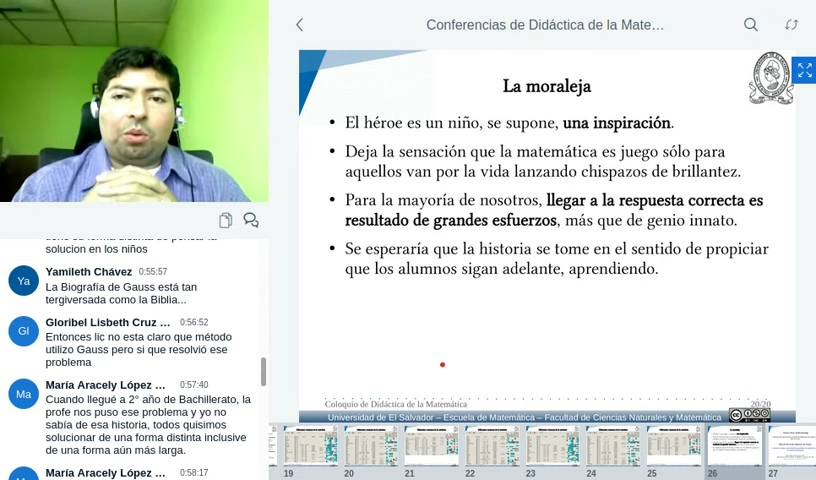 Conferencias de Didáctica de la Mate…
La moraleja
• El héroe es un niño, se supone, una inspiración.
• Deja la sensación que la matemática es juego sólo para
aquellos van por la vida lanzando chispazos de brillantez.
• Para la mayoría de nosotros, llegar a la respuesta correcta es
resultado de grandes esfuerzos, más que de genio innato.
• Se esperaría que la historia se tome en el sentido de propiciar
que los alumnos sigan adelante, aprendiendo.
Coloquio de Didáctica de la Matemática 20/20
Universidad de El Salvador – Escuela de Matemática – Facultad de Ciencias Naturales y Matemática
solucion en los niños
Ya
Yamileth Chávez 0:55:57
La Biografía de Gauss está tan
tergiversada como la Biblia...
Gl
Gloribel Lisbeth Cruz … 0:56:52
Entonces lic no esta claro que método
utilizo Gauss pero si que resolvió ese
problema
Ma
María Aracely López … 0:57:40
Cuando llegué a 2° año de Bachillerato, la
profe nos puso ese problema y yo no
sabía de esa historia, todos quisimos
solucionar de una forma distinta inclusive
de una forma aún más larga.
María Aracely López … 0:58:17
19 20 21 22 23 24 25 26 27